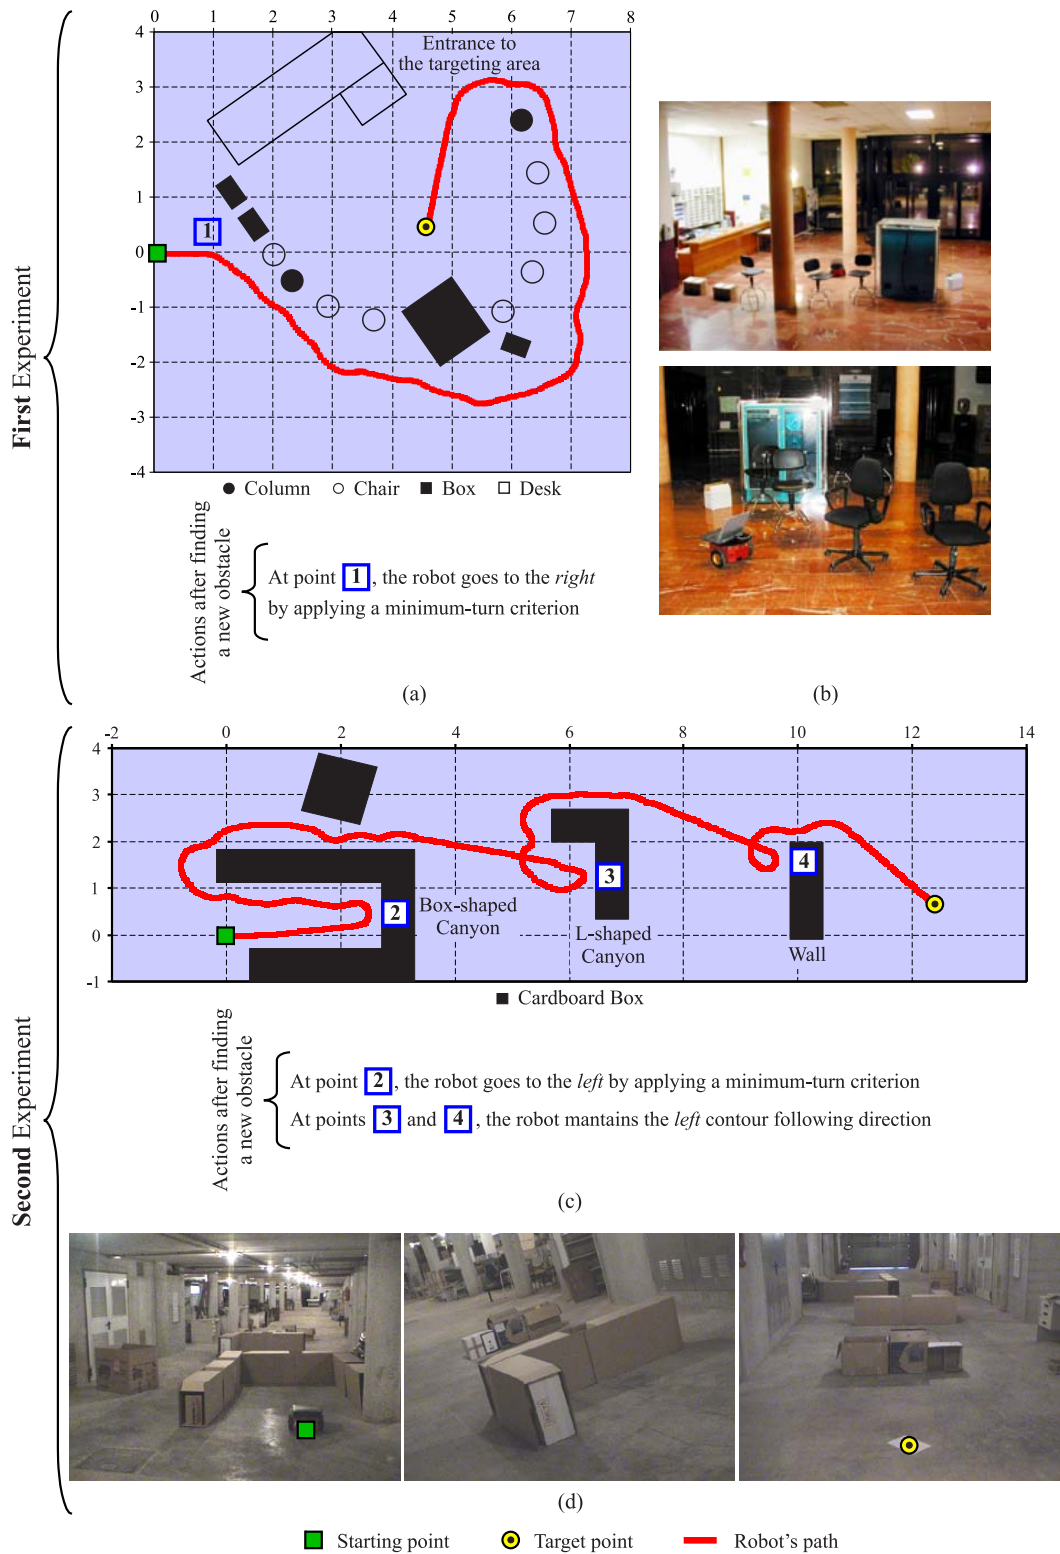 First Experiment
0 1 2 3 4 5 6 7 8
4
3
2
1
0
-1
-2
-3
-4
Entrance to
the targeting area
1
Column Chair Box Desk
Actions after finding
a new obstacle
At point 1, the robot goes to the right
by applying a minimum-turn criterion
(a)
(b)
Second Experiment
-2 0 2 4 6 8 10 12 14
4
3
2
1
0
-1
2
Box-shaped
Canyon
3
L-shaped
Canyon
4
Wall
Cardboard Box
Actions after finding
a new obstacle
At point 2, the robot goes to the left by applying a minimum-turn criterion
At points 3 and 4, the robot mantains the left contour following direction
(c)
(d)
Starting point Target point Robot's path